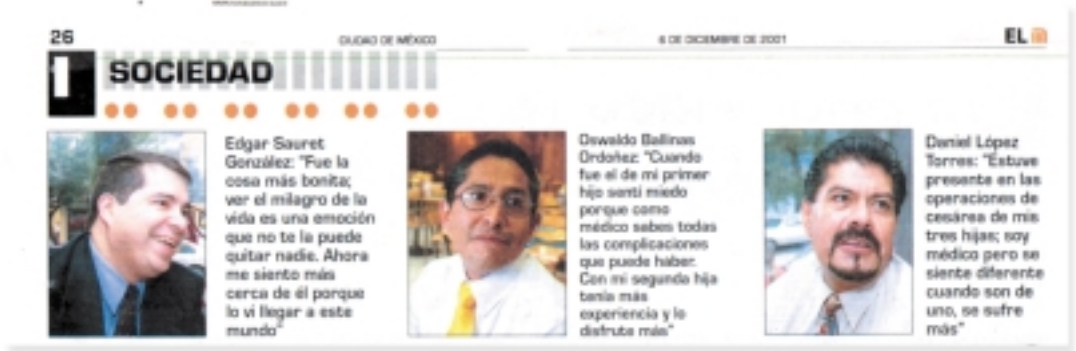 26
CIUDAD DE MÉXICO
6 DE DICIEMBRE DE 2001
EL m
SOCIEDAD
Edgar Sauret
González: "Fue la
cosa más bonita;
ver el milagro de la
vida es una emoción
que no te la puede
quitar nadie. Ahora
me siento más
cerca de él porque
lo vi llegar a este
mundo"
Oswaldo Ballinas
Ordoñez: "Cuando
fue el de mi primer
hijo sentí miedo
porque como
médico sabes todas
las complicaciones
que puede haber.
Con mi segunda hija
tenía más
experiencia y lo
disfruta más"
Daniel López
Torres: "Estuve
presente en las
operaciones de
cesárea de mis
tres hijas; soy
médico pero se
siente diferente
cuando son de
uno, se sufre
más"